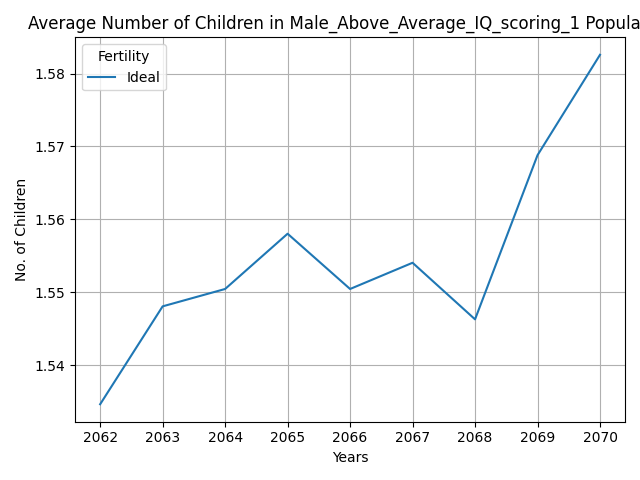 Average Number of Children in Male_Above_Average_IQ_scoring_1 Popula
Fertility
Ideal
No. of Children
1.58
1.57
1.56
1.55
1.54
2062 2063 2064 2065 2066 2067 2068 2069 2070
Years